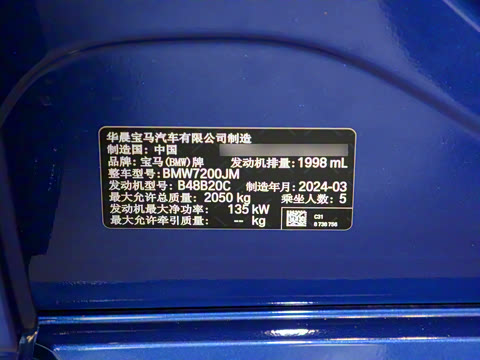 华晨宝马汽车有限公司制造
制造国：中国
品牌：宝马(BMW)牌 发动机排量：1998 mL
整车型号：BMW7200JM
发动机型号：B48B20C 制造年月：2024-03
最大允许总质量：2050 kg 乘坐人数：5
发动机最大净功率：135 kW
最大允许牵引质量：-- kg
C31
0 738 756